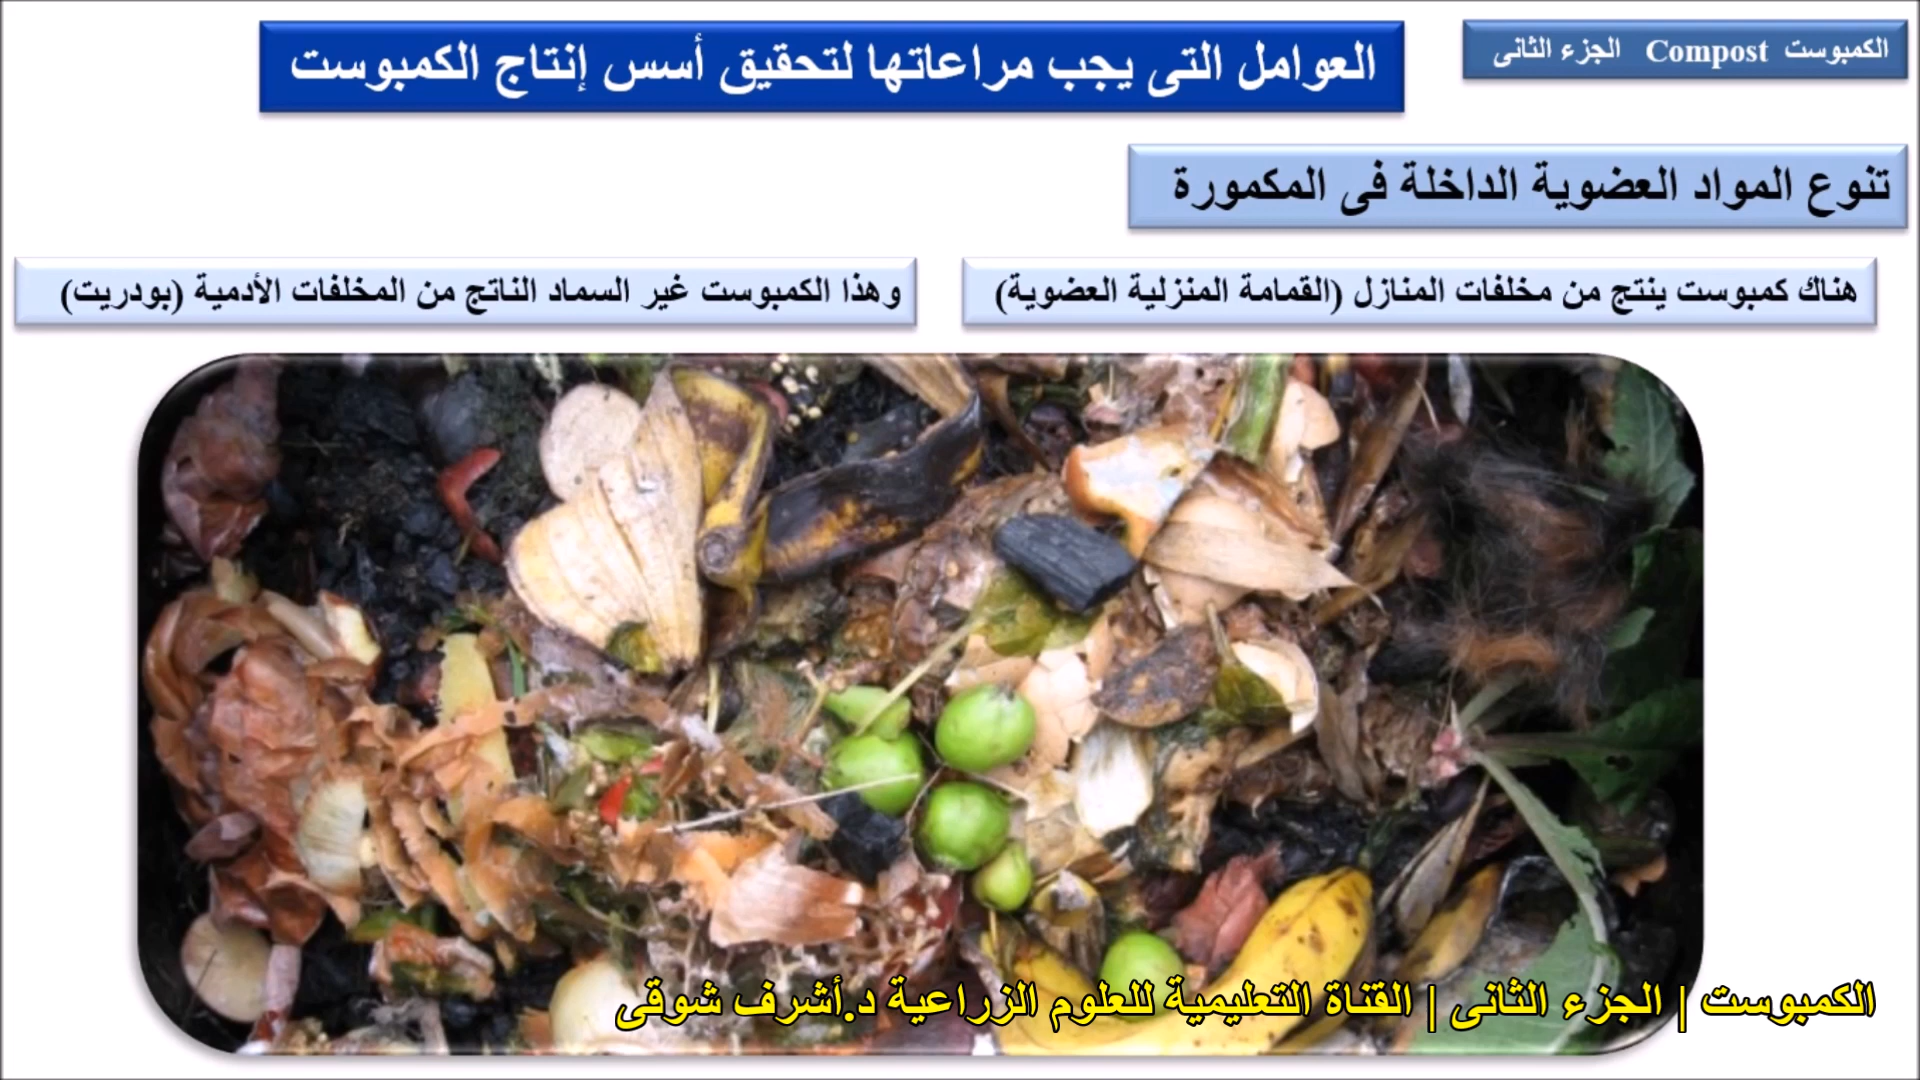 الكمبوست Compost الجزء الثانى
العوامل التى يجب مراعاتها لتحقيق أسس إنتاج الكمبوست
تنوع المواد العضوية الداخلة فى المكمورة
هناك كمبوست ينتج من مخلفات المنازل (القمامة المنزلية العضوية)
وهذا الكمبوست غير السماد الناتج من المخلفات الأدمية (بودريت)
الكمبوست | الجزء الثانى | القناة التعليمية للعلوم الزراعية د.أشرف شوقى